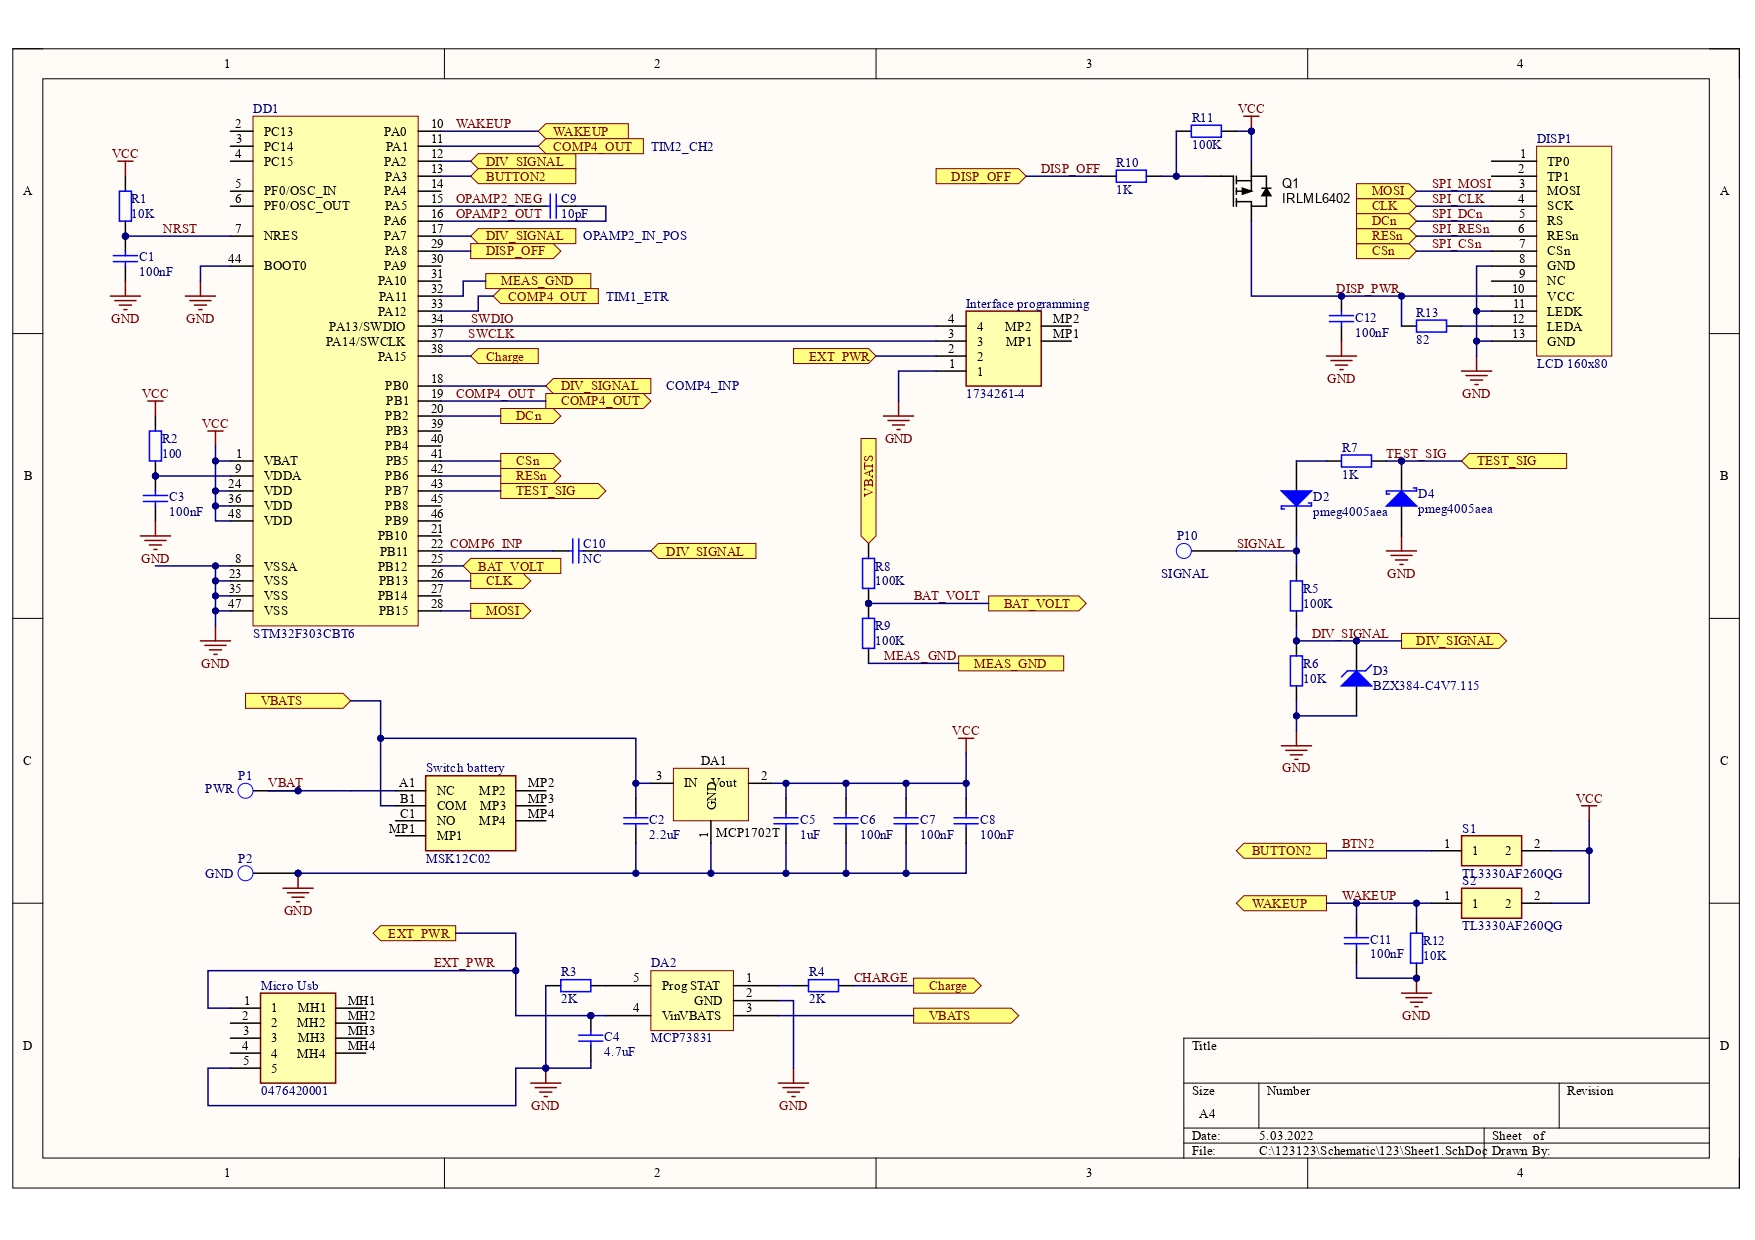 1 2 3 4
A
B
C
D
DD1
2 PC13
3 PC14
4 PC15
5 PF0/OSC_IN
6 PF0/OSC_OUT
7 NRES
44 BOOT0
1 VBAT
9 VDDA
24 VDD
36 VDD
48 VDD
8 VSSA
23 VSS
35 VSS
47 VSS
STM32F303CBT6
PA0 10 WAKEUP WAKEUP
PA1 11 COMP4_OUT TIM2_CH2
PA2 12 DIV_SIGNAL
PA3 13 BUTTON2
PA4 14
PA5 15 OPAMP2_NEG
PA6 16 OPAMP2_OUT
C9
10pF
PA7 17 DIV_SIGNAL OPAMP2_IN_POS
PA8 29 DISP_OFF
PA9 30
PA10 31 MEAS_GND
PA11 32 COMP4_OUT TIM1_ETR
PA12 33
PA13/SWDIO 34 SWDIO
PA14/SWCLK 37 SWCLK
PA15 38 Charge
PB0 18 DIV_SIGNAL COMP4_INP
PB1 19 COMP4_OUT COMP4_OUT
PB2 20 DCn
PB3 39
PB4 40
PB5 41 CSn
PB6 42 RESn
PB7 43 TEST_SIG
PB8 45
PB9 46
PB10 21
PB11 22 COMP6_INP C10 DIV_SIGNAL
NC
PB12 25 BAT_VOLT
PB13 26 CLK
PB14 27
PB15 28 MOSI
VCC
R1
10K
NRST
C1
100nF
GND
GND
VCC
VCC
R2
100
C3
100nF
GND
GND
Interface programming
4 4 MP2 MP2
3 3 MP1 MP1
EXT_PWR 2 2
1 1
1734261-4
GND
VCC
R11
100K
DISP_OFF DISP_OFF R10
1K
Q1
IRLML6402
DISP1
1 TP0
2 TP1
MOSI SPI_MOSI 3 MOSI
CLK SPI_CLK 4 SCK
DCn SPI_DCn 5 RS
RESn SPI_RESn 6 RESn
CSn SPI_CSn 7 CSn
8 GND
9 NC
DISP_PWR 10 VCC
11 LEDK
12 LEDA
13 GND
LCD 160x80
C12
100nF
R13
82
GND
GND
VBATS
R8
100K
BAT_VOLT BAT_VOLT
R9
100K
MEAS_GND MEAS_GND
R7
1K
TEST_SIG TEST_SIG
D2
pmeg4005aea
D4
pmeg4005aea
GND
P10
SIGNAL
SIGNAL
R5
100K
DIV_SIGNAL DIV_SIGNAL
R6
10K
D3
BZX384-C4V7.115
GND
VBATS
P1
PWR VBAT
Switch battery
A1 NC MP2 MP2
B1 COM MP3 MP3
C1 NO MP4 MP4
MP1 MP1
MSK12C02
P2
GND
GND
C2
2.2uF
DA1
3 IN Vout 2
GND
1
MCP1702T
VCC
C5
1uF
C6
100nF
C7
100nF
C8
100nF
VCC
BUTTON2 BTN2 S1
1 1 2 2
TL3330AF260QG
WAKEUP WAKEUP S2
1 1 2 2
TL3330AF260QG
C11
100nF
R12
10K
GND
EXT_PWR
EXT_PWR
Micro Usb
1 1 MH1 MH1
2 2 MH2 MH2
3 3 MH3 MH3
4 4 MH4 MH4
5 5
0476420001
R3
2K
C4
4.7uF
GND
DA2
5 Prog STAT 1
GND 2
4 Vin VBATS 3
MCP73831
R4
2K
CHARGE Charge
VBATS
GND
Title
Size Number Revision
A4
Date: 5.03.2022 Sheet of
File: C:\123123\Schematic\123\Sheet1.SchDoc Drawn By:
A
B
C
D
1 2 3 4